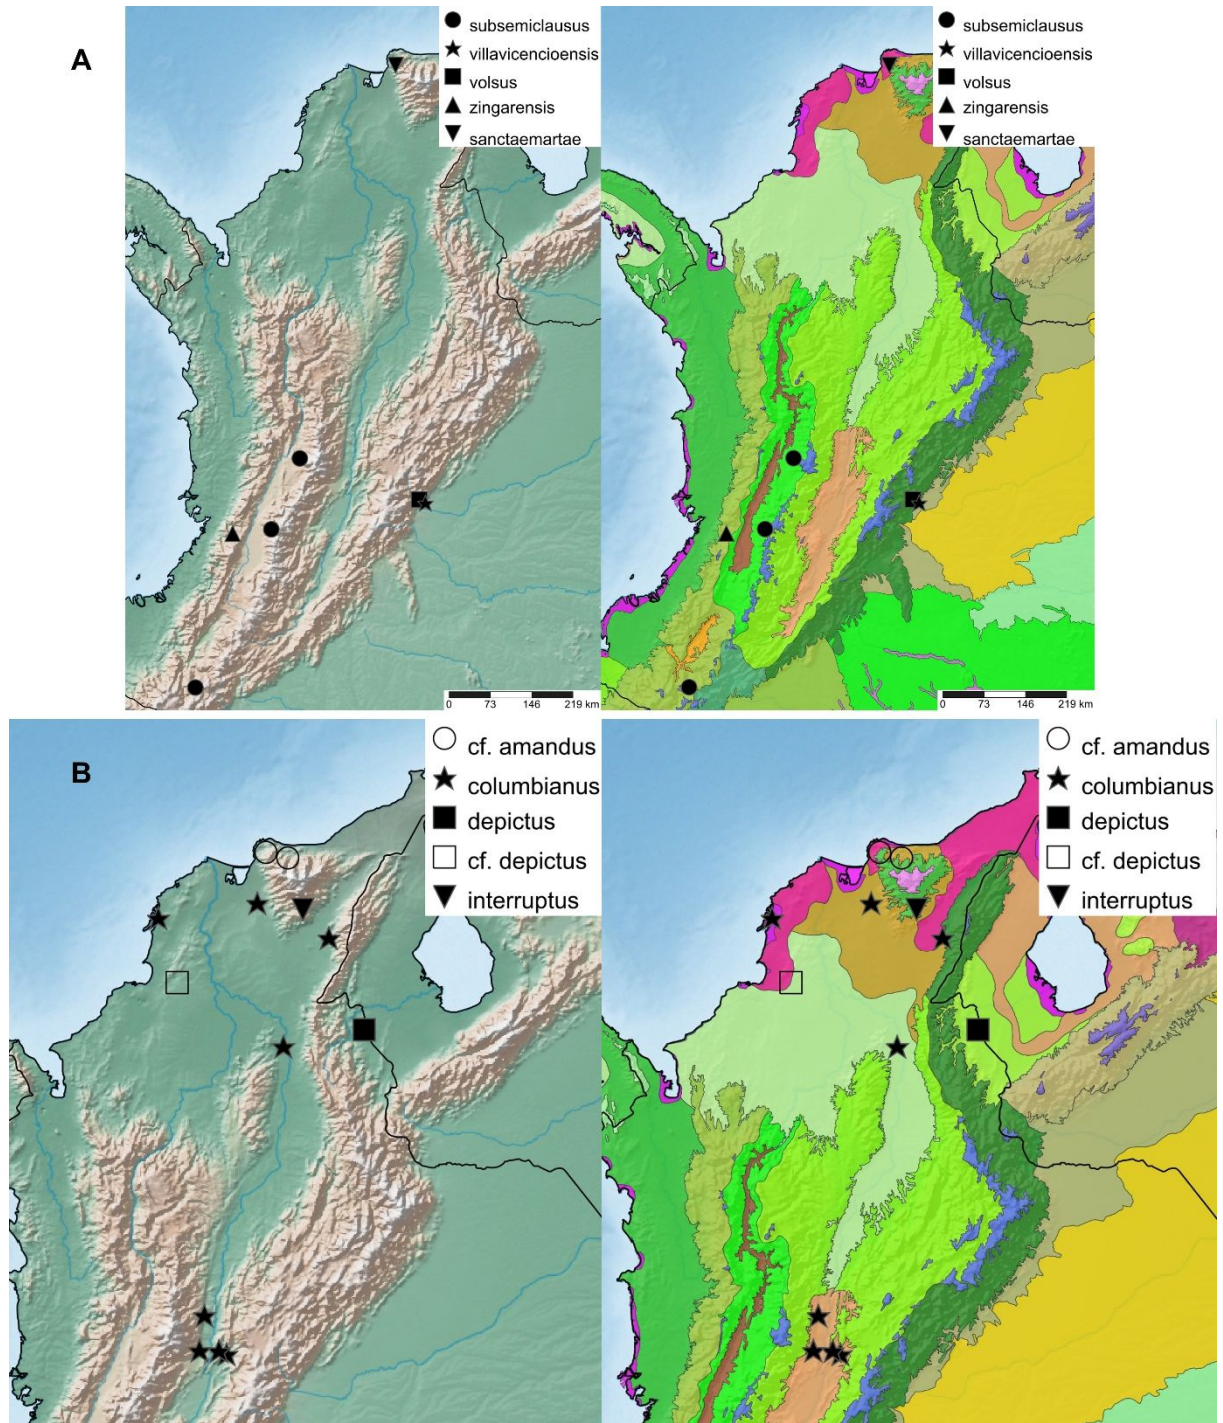 A
subsemiclausus
villavicencioensis
volsus
zingarensis
sanctaemartae
subsemiclausus
villavicencioensis
volsus
zingarensis
sanctaemartae
0 73 146 219 km
0 73 146 219 km
B
cf. amandus
columbianus
depictus
cf. depictus
interruptus
cf. amandus
columbianus
depictus
cf. depictus
interruptus